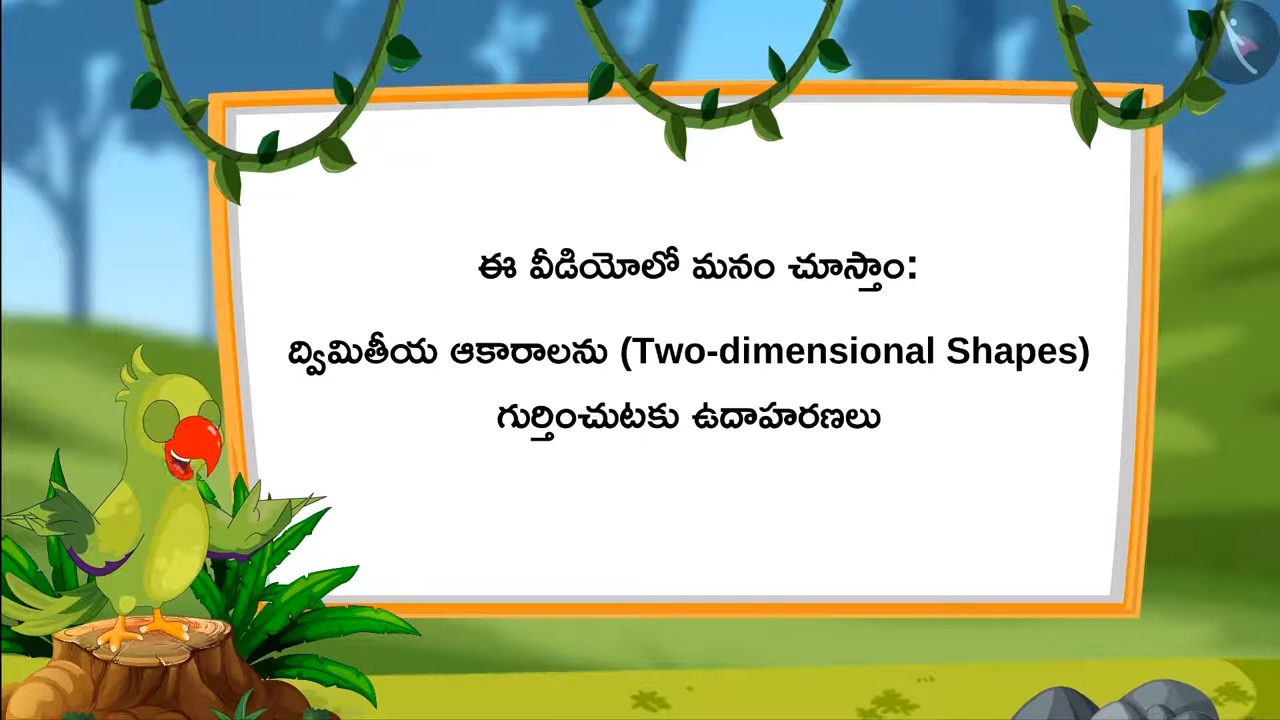 ఈ వీడియోలో మనం చూస్తాం:
ద్విమితీయ ఆకారాలను (Two-dimensional Shapes)
గుర్తించుటకు ఉదాహరణలు